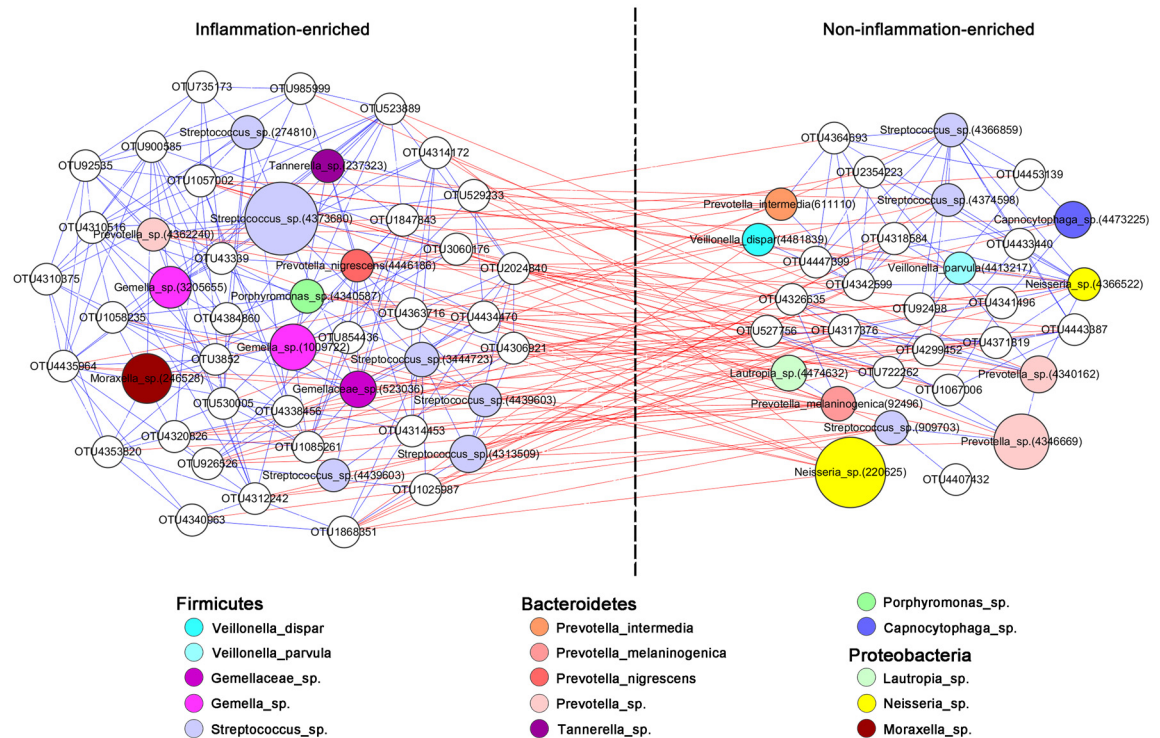 Inflammation-enriched
Non-inflammation-enriched
OTU735173
OTU985999
OTU523889
Streptococcus_sp.(274810)
OTU900585
OTU4314172
OTU92535
Tannerella_sp.(237323)
OTU1057002
OTU529233
Streptococcus_sp.(4373680)
OTU1847843
OTU4310516
Prevotella_sp.(4362240)
OTU3060176
OTU43339
Prevotella_nigrescens(4446186)
OTU2024840
OTU4310375
Gemella_sp.(3205655)
Porphyromonas_sp.(4340587)
OTU1058235
OTU4384860
OTU4363716
OTU4434470
OTU854436
Gemella_sp.(1009722)
OTU4306921
OTU3852
Streptococcus_sp.(3444723)
OTU4435964
Moraxella_sp.(246528)
Gemellaceae_sp.(523036)
Streptococcus_sp.(4439603)
OTU530005
OTU4338456
OTU4320826
OTU4314453
OTU4353820
OTU1085261
Streptococcus_sp.(4313509)
OTU926526
Streptococcus_sp.(4439603)
OTU1025987
OTU4312242
OTU4340963
OTU1868351
OTU4364693
Streptococcus_sp.(4366859)
OTU2354223
OTU4453139
Prevotella_intermedia(611110)
Streptococcus_sp.(4374598)
Capnocytophaga_sp.(4473225)
Veillonella_dispar(4481839)
OTU4318584
OTU4433440
OTU4447399
Veillonella_parvula(4413217)
OTU4342599
Neisseria_sp.(4366522)
OTU4326635
OTU92498
OTU4341496
OTU527756
OTU4317376
OTU4443387
OTU4371819
OTU4299452
Lautropia_sp.(4474632)
OTU722262
Prevotella_sp.(4340162)
OTU1067006
Prevotella_melaninogenica(92496)
Streptococcus_sp.(909703)
Prevotella_sp.(4346669)
Neisseria_sp.(220625)
OTU4407432
Firmicutes
Veillonella_dispar
Veillonella_parvula
Gemellaceae_sp.
Gemella_sp.
Streptococcus_sp.
Bacteroidetes
Prevotella_intermedia
Prevotella_melaninogenica
Prevotella_nigrescens
Prevotella_sp.
Tannerella_sp.
Porphyromonas_sp.
Capnocytophaga_sp.
Proteobacteria
Lautropia_sp.
Neisseria_sp.
Moraxella_sp.